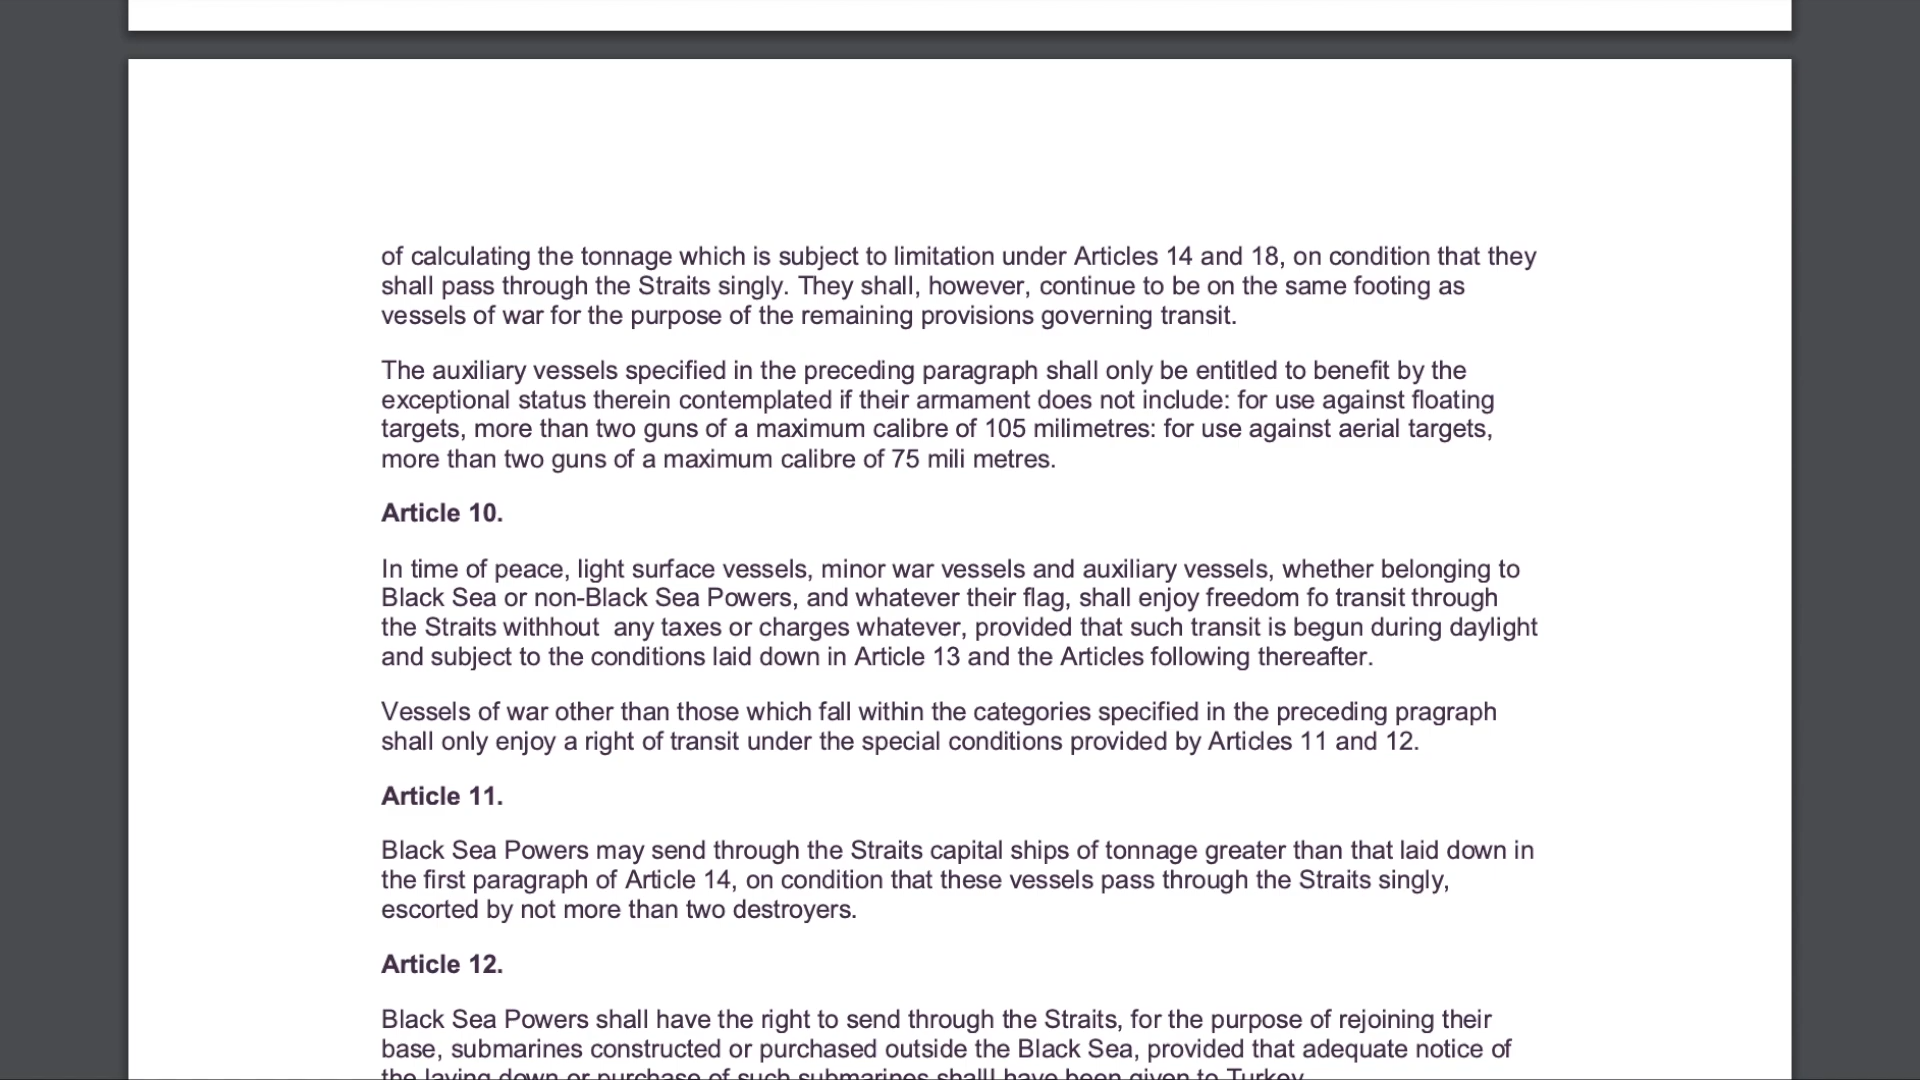 of calculating the tonnage which is subject to limitation under Articles 14 and 18, on condition that they
shall pass through the Straits singly. They shall, however, continue to be on the same footing as
vessels of war for the purpose of the remaining provisions governing transit.
The auxiliary vessels specified in the preceding paragraph shall only be entitled to benefit by the
exceptional status therein contemplated if their armament does not include: for use against floating
targets, more than two guns of a maximum calibre of 105 milimetres: for use against aerial targets,
more than two guns of a maximum calibre of 75 mili metres.
Article 10.
In time of peace, light surface vessels, minor war vessels and auxiliary vessels, whether belonging to
Black Sea or non-Black Sea Powers, and whatever their flag, shall enjoy freedom fo transit through
the Straits withhout  any taxes or charges whatever, provided that such transit is begun during daylight
and subject to the conditions laid down in Article 13 and the Articles following thereafter.
Vessels of war other than those which fall within the categories specified in the preceding pragraph
shall only enjoy a right of transit under the special conditions provided by Articles 11 and 12.
Article 11.
Black Sea Powers may send through the Straits capital ships of tonnage greater than that laid down in
the first paragraph of Article 14, on condition that these vessels pass through the Straits singly,
escorted by not more than two destroyers.
Article 12.
Black Sea Powers shall have the right to send through the Straits, for the purpose of rejoining their
base, submarines constructed or purchased outside the Black Sea, provided that adequate notice of
the laying down or purchase of such submarines shalll have been given to Turkey.